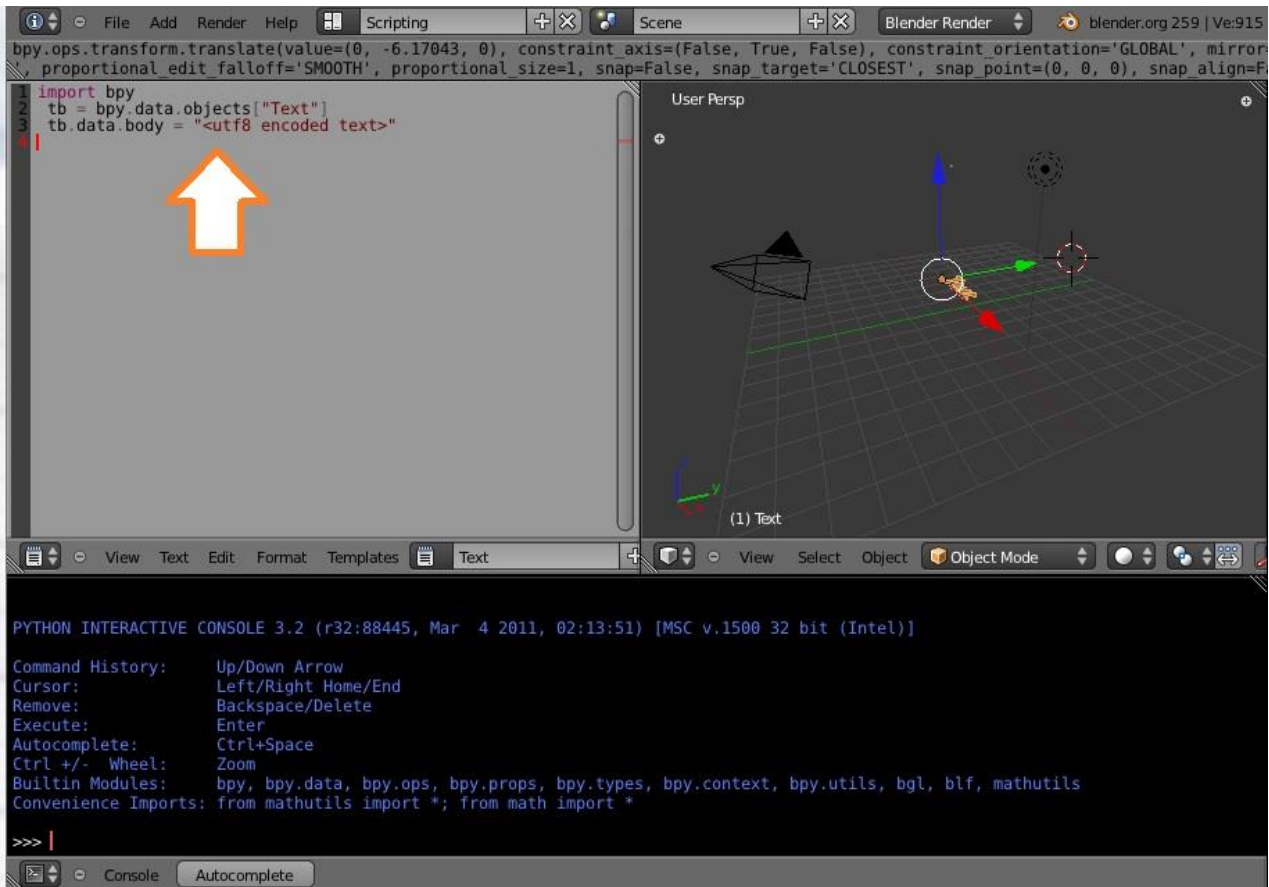 File Add Render Help Scripting Scene Blender Render blender.org 259 | Ve:915
bpy.ops.transform.translate(value=(0, -6.17043, 0), constraint_axis=(False, True, False), constraint_orientation='GLOBAL', mirror=
', proportional_edit_falloff='SMOOTH', proportional_size=1, snap=False, snap_target='CLOSEST', snap_point=(0, 0, 0), snap_align=F
1 import bpy
2 tb = bpy.data.objects["Text"]
3 tb.data.body = "<utf8 encoded text>"
4
User Persp
y
(1) Text
View Text Edit Format Templates Text
View Select Object Object Mode
PYTHON INTERACTIVE CONSOLE 3.2 (r32:88445, Mar 4 2011, 02:13:51) [MSC v.1500 32 bit (Intel)]
Command History: Up/Down Arrow
Cursor: Left/Right Home/End
Remove: Backspace/Delete
Execute: Enter
Autocomplete: Ctrl+Space
Ctrl +/- Wheel: Zoom
Builtin Modules: bpy, bpy.data, bpy.ops, bpy.props, bpy.types, bpy.context, bpy.utils, bgl, blf, mathutils
Convenience Imports: from mathutils import *; from math import *
>>>
Console Autocomplete